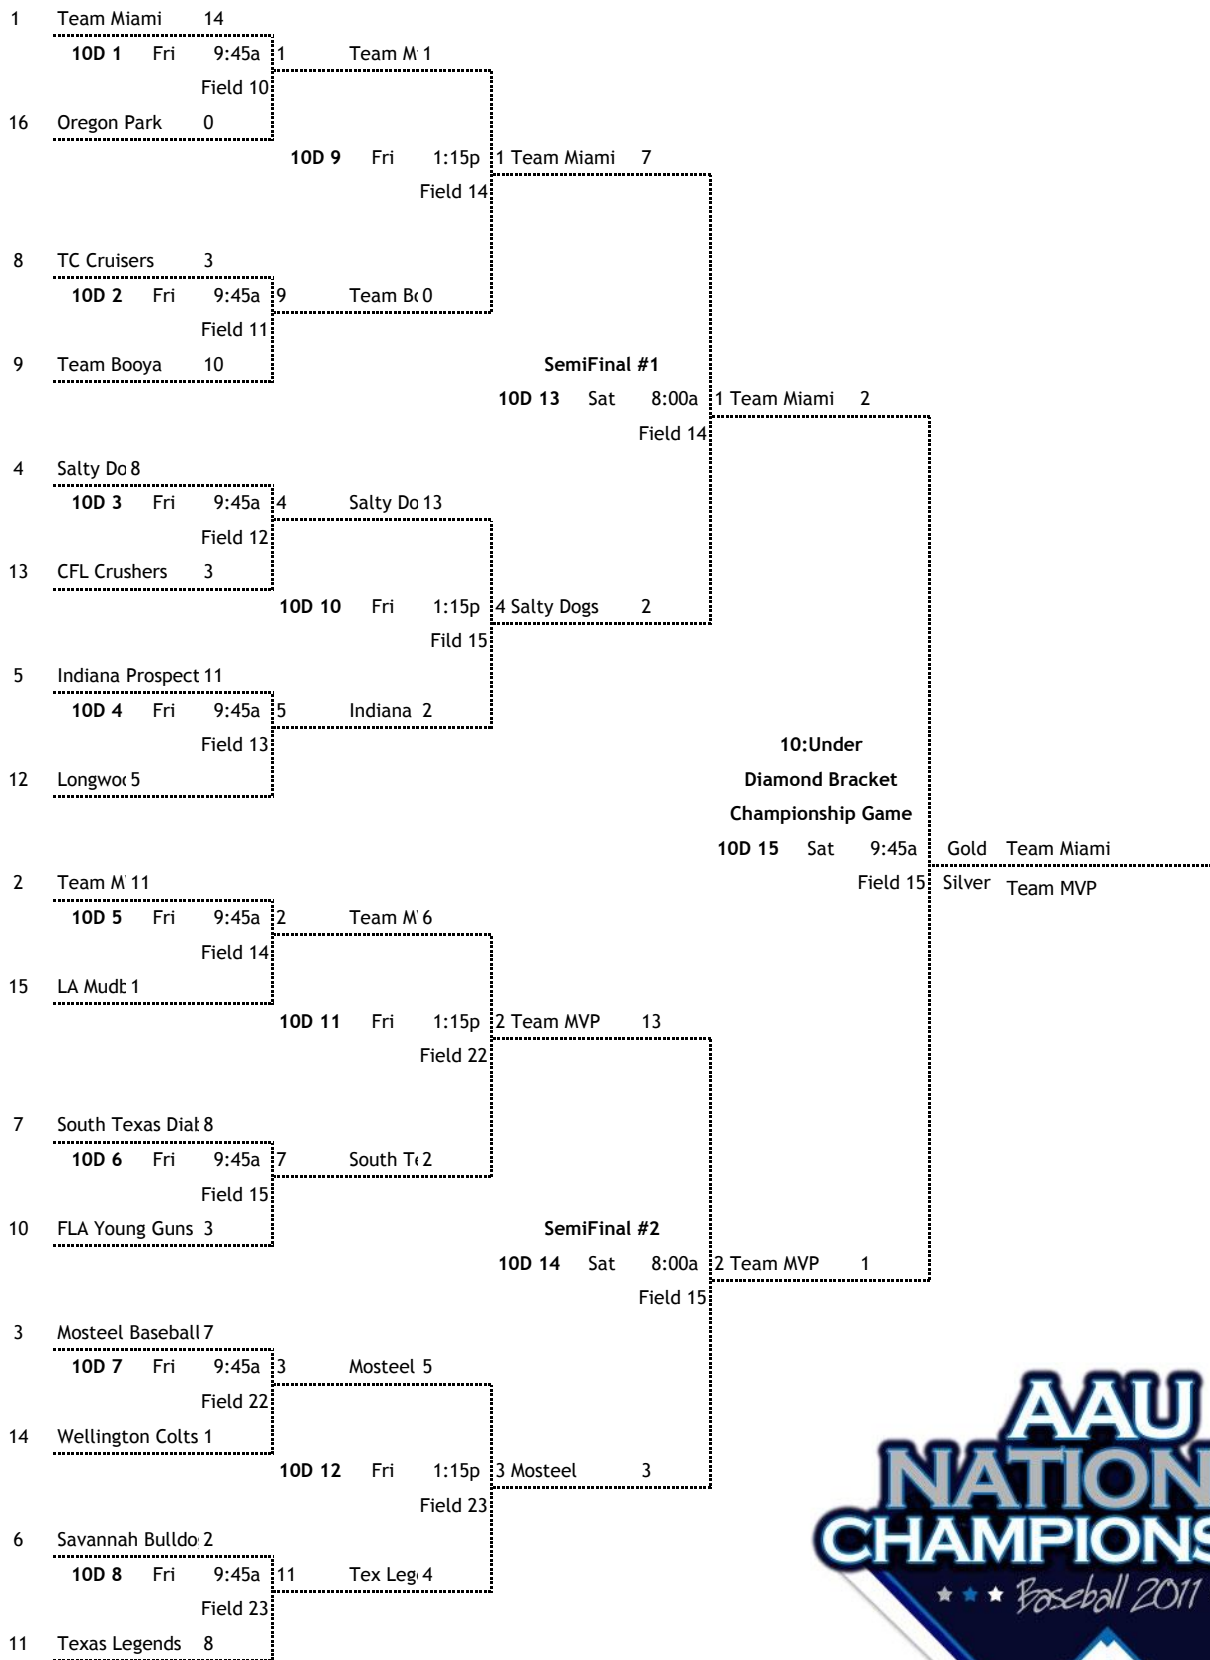 1 Team Miami 14
10D 1 Fri 9:45a 1 Team M 1
Field 10
16 Oregon Park 0
10D 9 Fri 1:15p 1 Team Miami 7
Field 14
8 TC Cruisers 3
10D 2 Fri 9:45a 9 Team Bo 0
Field 11
9 Team Booya 10
SemiFinal #1
10D 13 Sat 8:00a 1 Team Miami 2
Field 14
4 Salty Do 8
10D 3 Fri 9:45a 4 Salty Do 13
Field 12
13 CFL Crushers 3
10D 10 Fri 1:15p 4 Salty Dogs 2
Fild 15
5 Indiana Prospect 11
10D 4 Fri 9:45a 5 Indiana 2
Field 13
10:Under
12 Longwoo 5
Diamond Bracket
Championship Game
10D 15 Sat 9:45a Gold Team Miami
Field 15 Silver Team MVP
2 Team M 11
10D 5 Fri 9:45a 2 Team M 6
Field 14
15 LA Mudb 1
10D 11 Fri 1:15p 2 Team MVP 13
Field 22
7 South Texas Diab 8
10D 6 Fri 9:45a 7 South Te 2
Field 15
10 FLA Young Guns 3
SemiFinal #2
10D 14 Sat 8:00a 2 Team MVP 1
Field 15
3 Mosteel Baseball 7
10D 7 Fri 9:45a 3 Mosteel 5
Field 22
14 Wellington Colts 1
10D 12 Fri 1:15p 3 Mosteel 3
Field 23
6 Savannah Bulldo 2
10D 8 Fri 9:45a 11 Tex Leg 4
Field 23
11 Texas Legends 8
AAU
NATION
CHAMPIONS
Baseball 2011